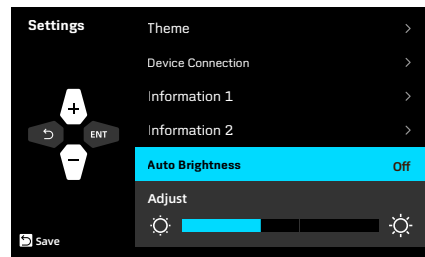 Settings
Theme
Device Connection
Information 1
Information 2
ENT
Auto Brightness Off
Adjust
Save